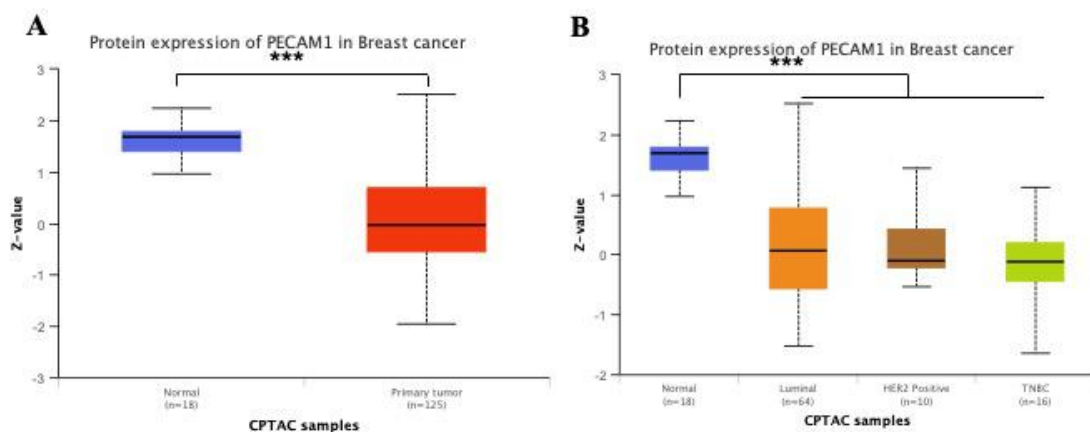 A
Protein expression of PECAM1 in Breast cancer
***
3
2
1
0
-1
-2
-3
Z-value
Normal
(n=18)
Primary tumor
(n=125)
CPTAC samples
B
Protein expression of PECAM1 in Breast cancer
***
3
2
1
0
-1
-2
Z-value
Normal
(n=18)
Luminal
(n=64)
HER2 Positive
(n=10)
TNBC
(n=16)
CPTAC samples